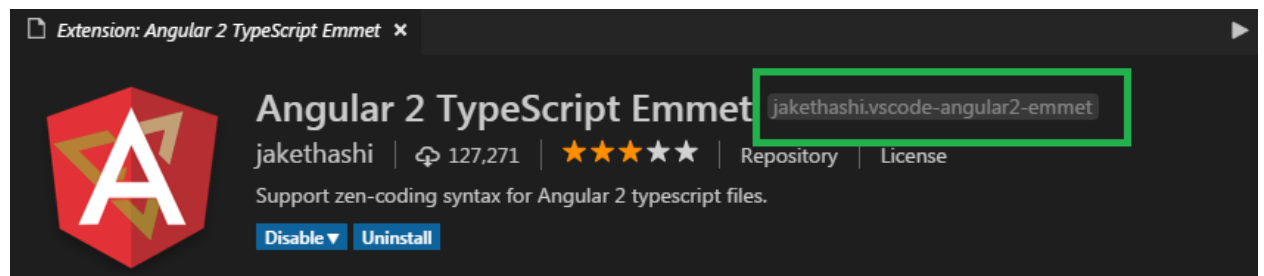 Extension: Angular 2 TypeScript Emmet ×
Angular 2 TypeScript Emmet jakethashi.vscode-angular2-emmet
jakethashi 127,271 Repository License
Support zen-coding syntax for Angular 2 typescript files.
Disable▼ Uninstall